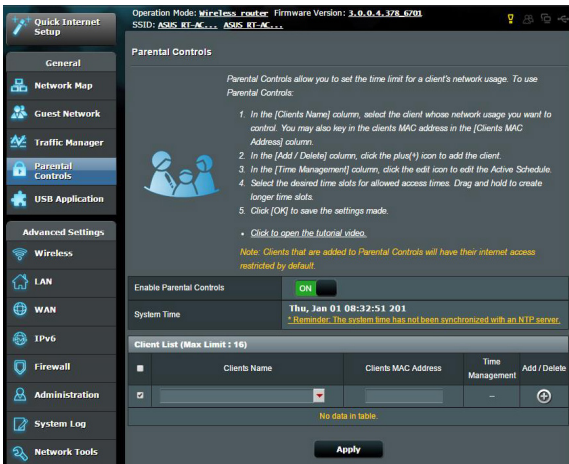 Quick Internet
Setup
General
Network Map
Guest Network
Traffic Manager
Parental
Controls
USB Application
Advanced Settings
Wireless
LAN
WAN
IPv6
Firewall
Administration
System Log
Network Tools
Operation Mode: Wireless router Firmware Version: 3.0.0.4.378_6701
SSID: ASUS RT-AC... ASUS RT-AC...
Parental Controls
Parental Controls allow you to set the time limit for a client's network usage. To use
Parental Controls:
1. In the [Clients Name] column, select the client whose network usage you want to
control. You may also key in the clients MAC address in the [Clients MAC
Address] column.
2. In the [Add / Delete] column, click the plus(+) icon to add the client.
3. In the [Time Management] column, click the edit icon to edit the Active Schedule.
4. Select the desired time slots for allowed access times. Drag and hold to create
longer time slots.
5. Click [OK] to save the settings made.
• Click to open the tutorial video.
Note: Clients that are added to Parental Controls will have their internet access
restricted by default.
Enable Parental Controls ON
System Time Thu, Jan 01 08:32:51 201
* Reminder: The system time has not been synchronized with an NTP server.
Client List (Max Limit : 16)
Clients Name Clients MAC Address Time
Management Add / Delete
–
No data in table.
Apply